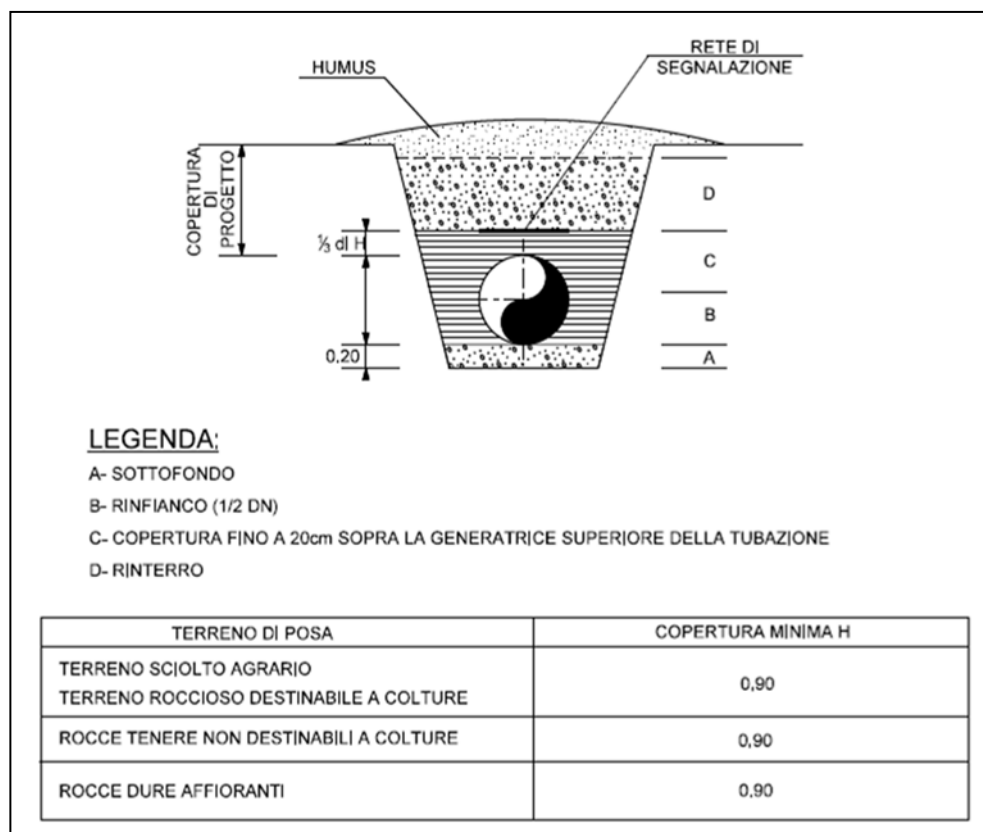 RETE DI
SEGNALAZIONE
HUMUS
COPERTURA
DI
PROGETTO
⅓ dI H
0,20
D
C
B
A
LEGENDA:
A- SOTTOFONDO
B- RINFIANCO (1/2 DN)
C- COPERTURA FINO A 20cm SOPRA LA GENERATRICE SUPERIORE DELLA TUBAZIONE
D- RINTERRO
TERRENO DI POSA COPERTURA MINIMA H
TERRENO SCIOLTO AGRARIO
TERRENO ROCCIOSO DESTINABILE A COLTURE 0,90
ROCCE TENERE NON DESTINABILI A COLTURE 0,90
ROCCE DURE AFFIORANTI 0.90